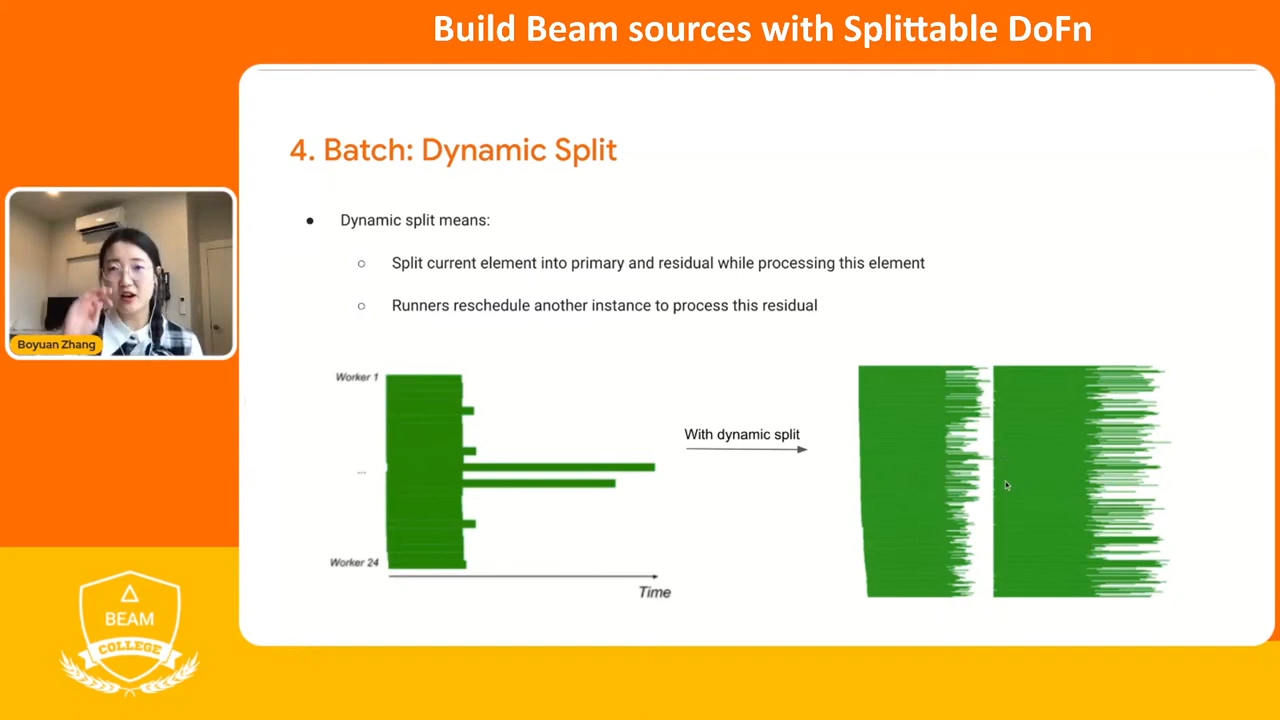 Build Beam sources with Splittable DoFn
4. Batch: Dynamic Split
● Dynamic split means:
○ Split current element into primary and residual while processing this element
○ Runners reschedule another instance to process this residual
Boyuan Zhang
Worker 1
...
Worker 24
Time
With dynamic split
BEAM
COLLEGE